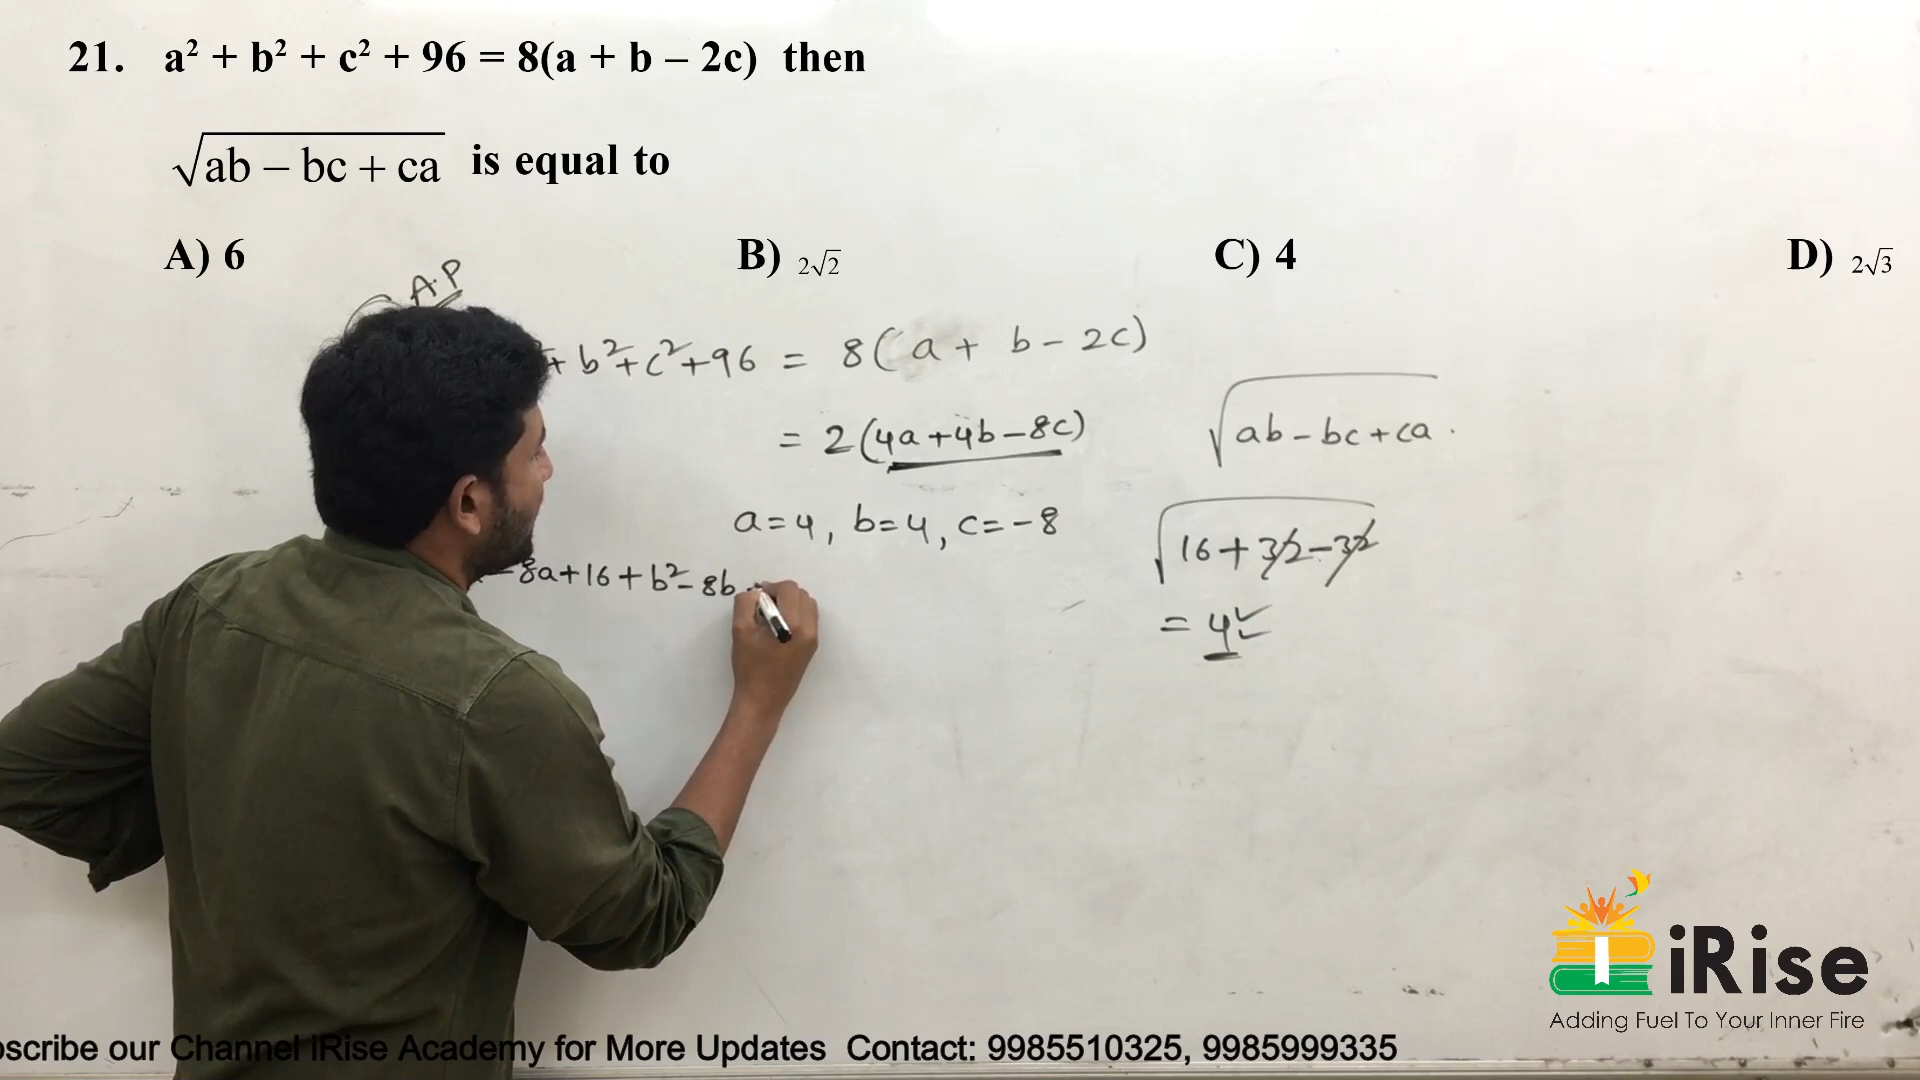 21. a² + b² + c² + 96 = 8(a + b – 2c) then
√ab – bc + ca is equal to
A) 6 B) 2√2 C) 4 D) 2√3
A.P
+ b² + c² + 96 = 8( a + b – 2c)
= 2 (4a+4b–8c)
√ab – bc + ca .
a=4, b=4, c=–8
√16 + 32 – 32
– 8a + 16 + b² – 8b
= 4
iRise
Adding Fuel To Your Inner Fire
scribe our Channel iRise Academy for More Updates Contact: 9985510325, 9985999335